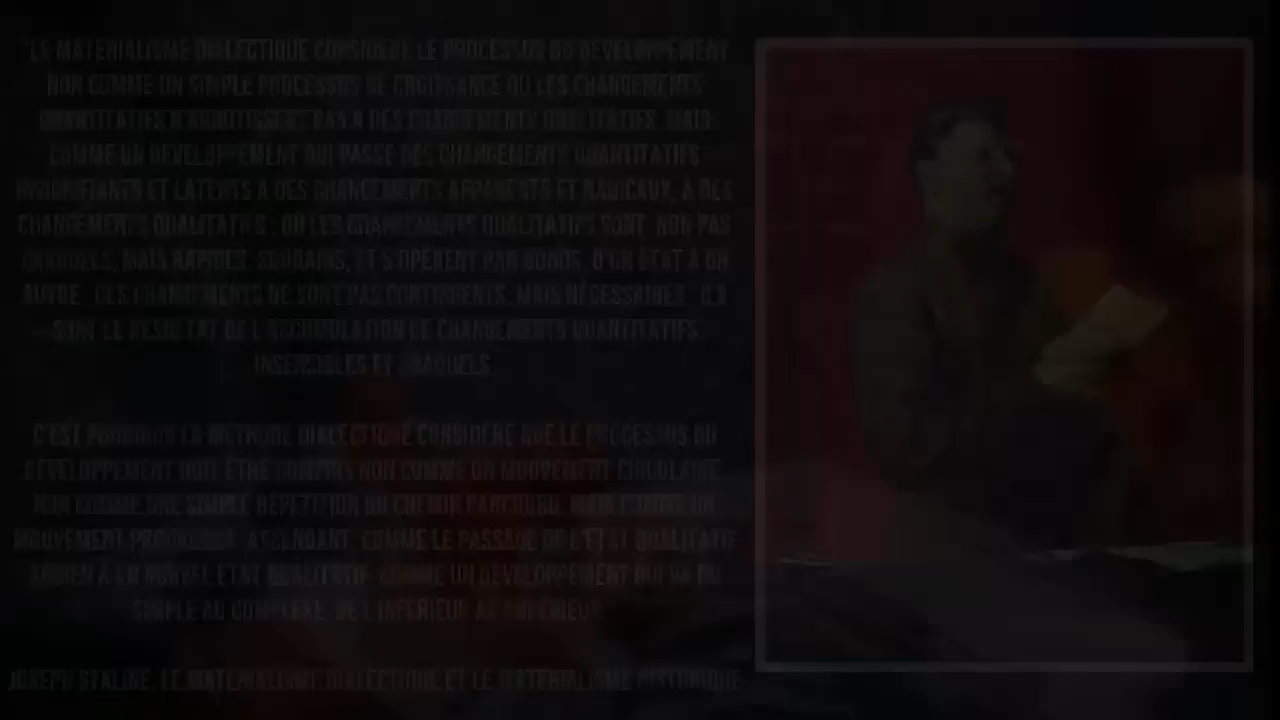 "LE MATÉRIALISME DIALECTIQUE CONSIDÈRE LE PROCESSUS DU DÉVELOPPEMENT
NON COMME UN SIMPLE PROCESSUS DE CROISSANCE OÙ LES CHANGEMENTS
QUANTITATIFS N'ABOUTISSENT PAS À DES CHANGEMENTS QUALITATIFS, MAIS
COMME UN DÉVELOPPEMENT QUI PASSE DES CHANGEMENTS QUANTITATIFS
INSIGNIFIANTS ET LATENTS À DES CHANGEMENTS APPARENTS ET RADICAUX, À DES
CHANGEMENTS QUALITATIFS ; OÙ LES CHANGEMENTS QUALITATIFS SONT, NON PAS
GRADUELS, MAIS RAPIDES, SOUDAINS, ET S'OPÈRENT PAR BONDS, D'UN ÉTAT À UN
AUTRE ; CES CHANGEMENTS NE SONT PAS CONTINGENTS, MAIS NÉCESSAIRES ; ILS
SONT LE RÉSULTAT DE L'ACCUMULATION DE CHANGEMENTS QUANTITATIFS
INSENSIBLES ET GRADUELS.
C'EST POURQUOI LA MÉTHODE DIALECTIQUE CONSIDÈRE QUE LE PROCESSUS DU
DÉVELOPPEMENT DOIT ÊTRE COMPRIS NON COMME UN MOUVEMENT CIRCULAIRE,
NON COMME UNE SIMPLE RÉPÉTITION DU CHEMIN PARCOURU, MAIS COMME UN
MOUVEMENT PROGRESSIF, ASCENDANT, COMME LE PASSAGE DE L'ÉTAT QUALITATIF
ANCIEN À UN NOUVEL ÉTAT QUALITATIF, COMME UN DÉVELOPPEMENT QUI VA DU
SIMPLE AU COMPLEXE, DE L'INFÉRIEUR AU SUPÉRIEUR."
JOSEPH STALINE, LE MATÉRIALISME DIALECTIQUE ET LE MATÉRIALISME HISTORIQUE